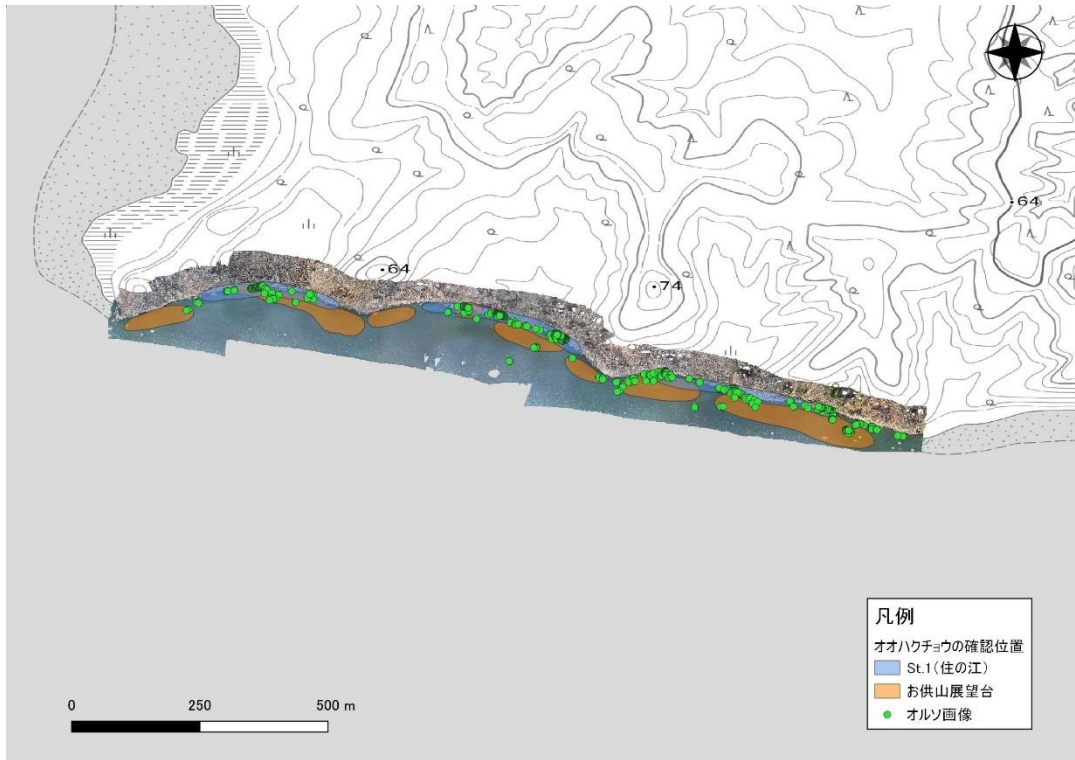 64
64
74
凡例
オオハクチョウの確認位置
St.1(住の江)
お供山展望台
オルソ画像
0 250 500 m